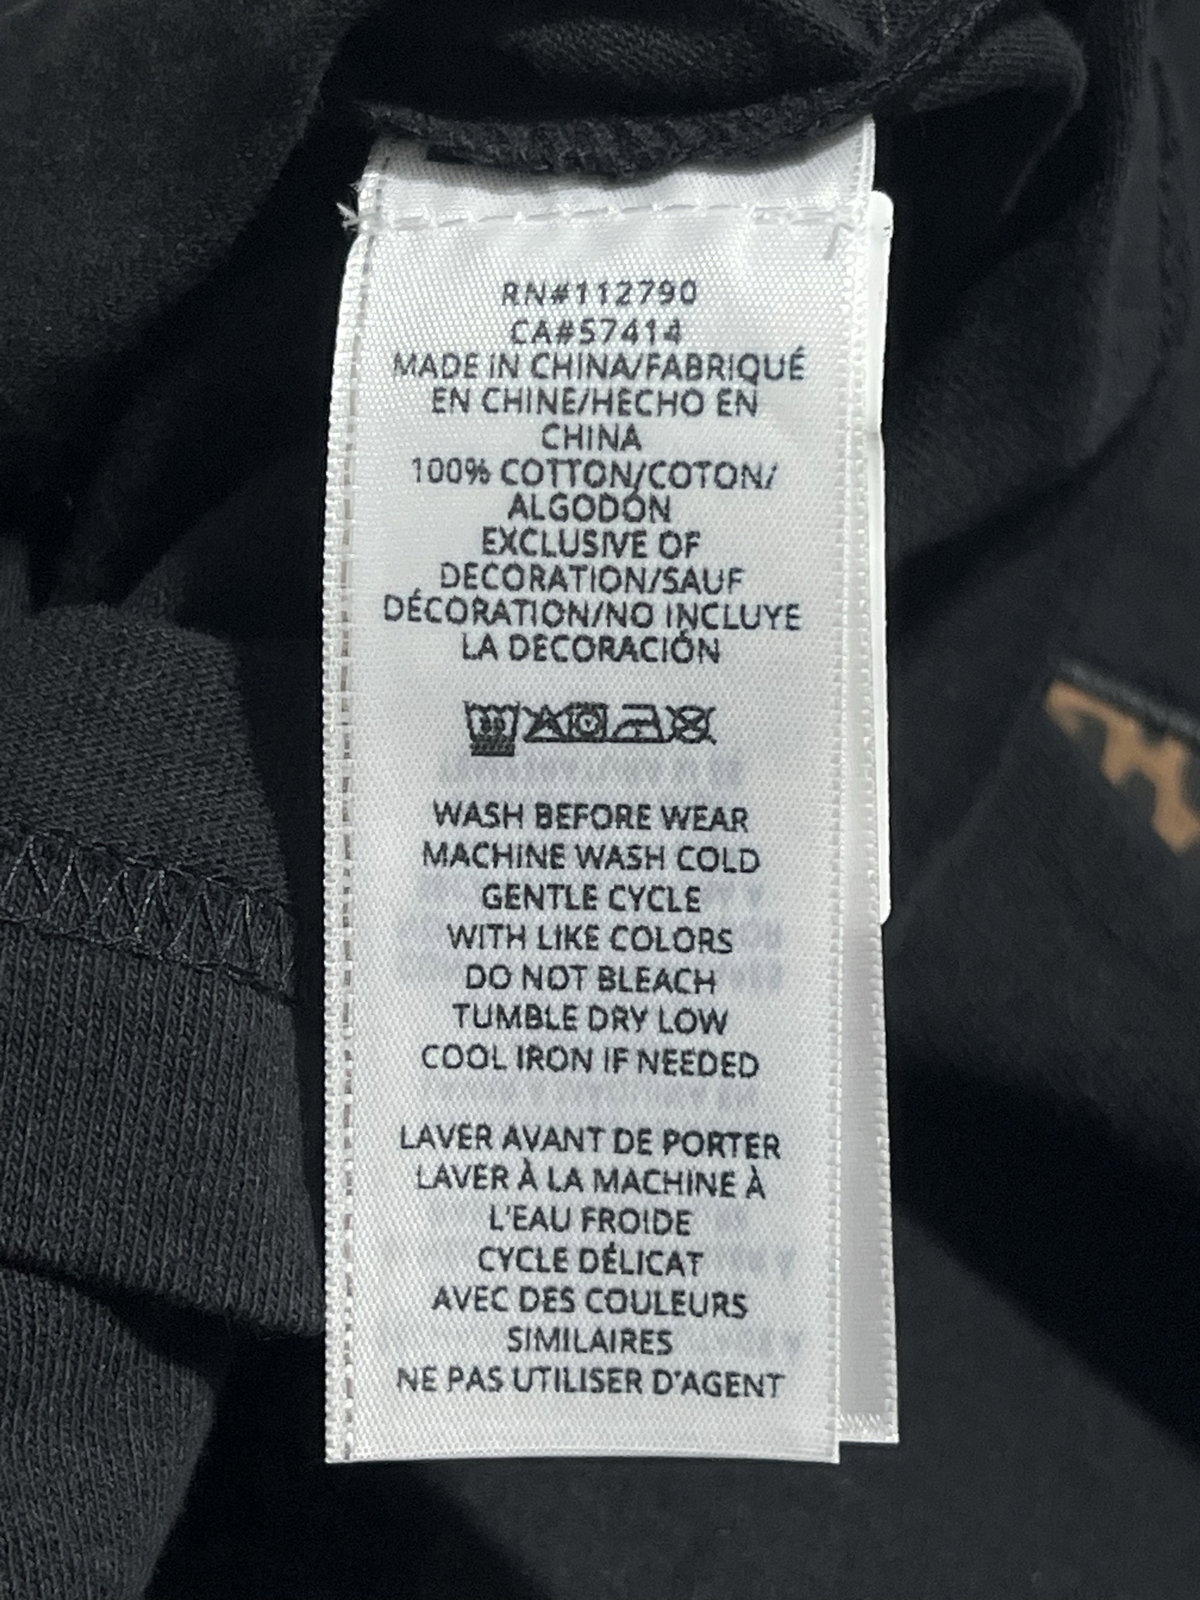 RN#112790
CA#57414
MADE IN CHINA/FABRIQUÉ
EN CHINE/HECHO EN
CHINA
100% COTTON/COTON/
ALGODÓN
EXCLUSIVE OF
DECORATION/SAUF
DÉCORATION/NO INCLUYE
LA DECORACIÓN
30
WASH BEFORE WEAR
MACHINE WASH COLD
GENTLE CYCLE
WITH LIKE COLORS
DO NOT BLEACH
TUMBLE DRY LOW
COOL IRON IF NEEDED
LAVER AVANT DE PORTER
LAVER À LA MACHINE À
L'EAU FROIDE
CYCLE DÉLICAT
AVEC DES COULEURS
SIMILAIRES
NE PAS UTILISER D'AGENT